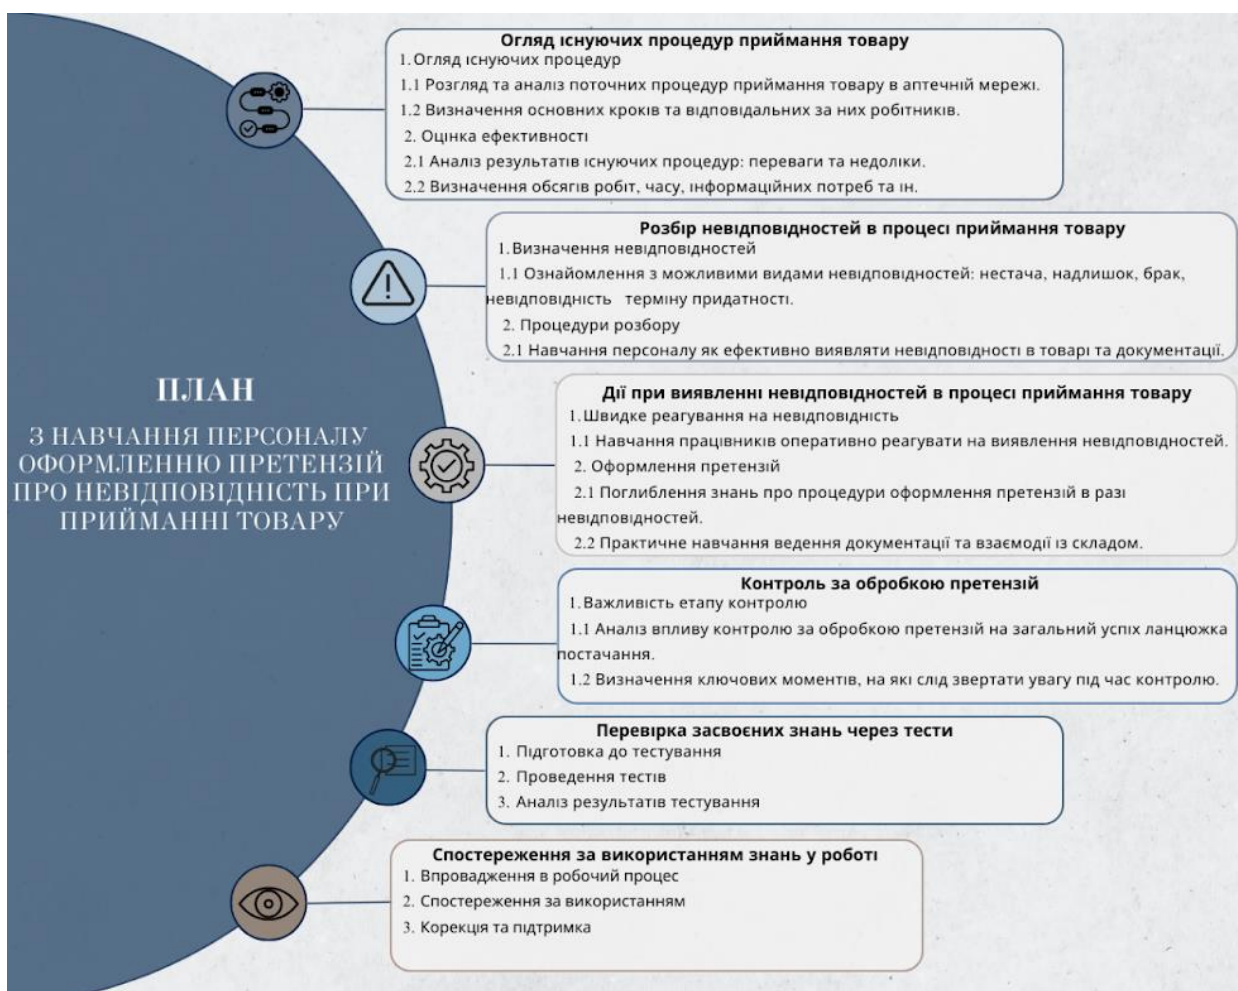 ПЛАН
З НАВЧАННЯ ПЕРСОНАЛУ
ОФОРМЛЕННЮ ПРЕТЕНЗІЙ
ПРО НЕВІДПОВІДНІСТЬ ПРИ
ПРИЙМАННІ ТОВАРУ
Огляд існуючих процедур приймання товару
1. Огляд існуючих процедур
1.1 Розгляд та аналіз поточних процедур приймання товару в аптечній мережі.
1.2 Визначення основних кроків та відповідальних за них робітників.
2. Оцінка ефективності
2.1 Аналіз результатів існуючих процедур: переваги та недоліки.
2.2 Визначення обсягів робіт, часу, інформаційних потреб та ін.
Розбір невідповідностей в процесі приймання товару
1. Визначення невідповідностей
1.1 Ознайомлення з можливими видами невідповідностей: нестача, надлишок, брак,
невідповідність терміну придатності.
2. Процедури розбору
2.1 Навчання персоналу як ефективно виявляти невідповідності в товарі та документації.
Дії при виявленні невідповідностей в процесі приймання товару
1. Швидке реагування на невідповідність
1.1 Навчання працівників оперативно реагувати на виявлення невідповідностей.
2. Оформлення претензій
2.1 Поглиблення знань про процедури оформлення претензій в разі
невідповідностей.
2.2 Практичне навчання ведення документації та взаємодії із складом.
Контроль за обробкою претензій
1. Важливість етапу контролю
1.1 Аналіз впливу контролю за обробкою претензій на загальний успіх ланцюжка
постачання.
1.2 Визначення ключових моментів, на які слід звертати увагу під час контролю.
Перевірка засвоєних знань через тести
1. Підготовка до тестування
2. Проведення тестів
3. Аналіз результатів тестування
Спостереження за використанням знань у роботі
1. Впровадження в робочий процес
2. Спостереження за використанням
3. Корекція та підтримка